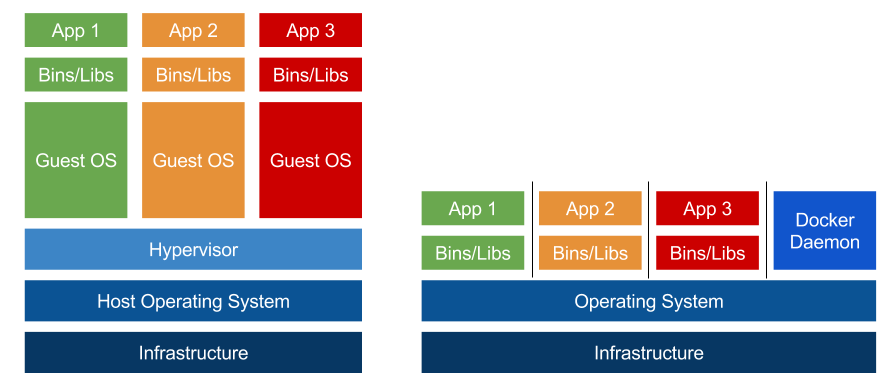 App 1
App 2
App 3
Bins/Libs
Bins/Libs
Bins/Libs
Guest OS
Guest OS
Guest OS
Hypervisor
Host Operating System
Infrastructure
App 1
App 2
App 3
Docker
Daemon
Bins/Libs
Bins/Libs
Bins/Libs
Operating System
Infrastructure